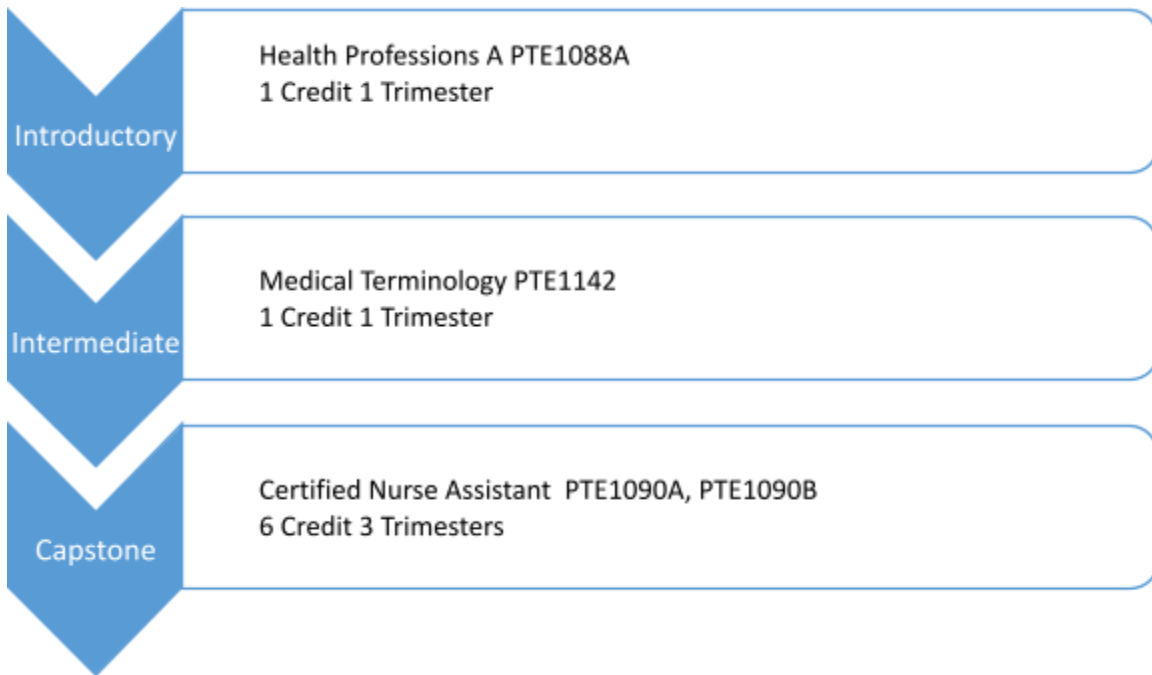 Introductory
Health Professions A PTE1088A
1 Credit 1 Trimester
Intermediate
Medical Terminology PTE1142
1 Credit 1 Trimester
Capstone
Certified Nurse Assistant  PTE1090A, PTE1090B
6 Credit 3 Trimesters